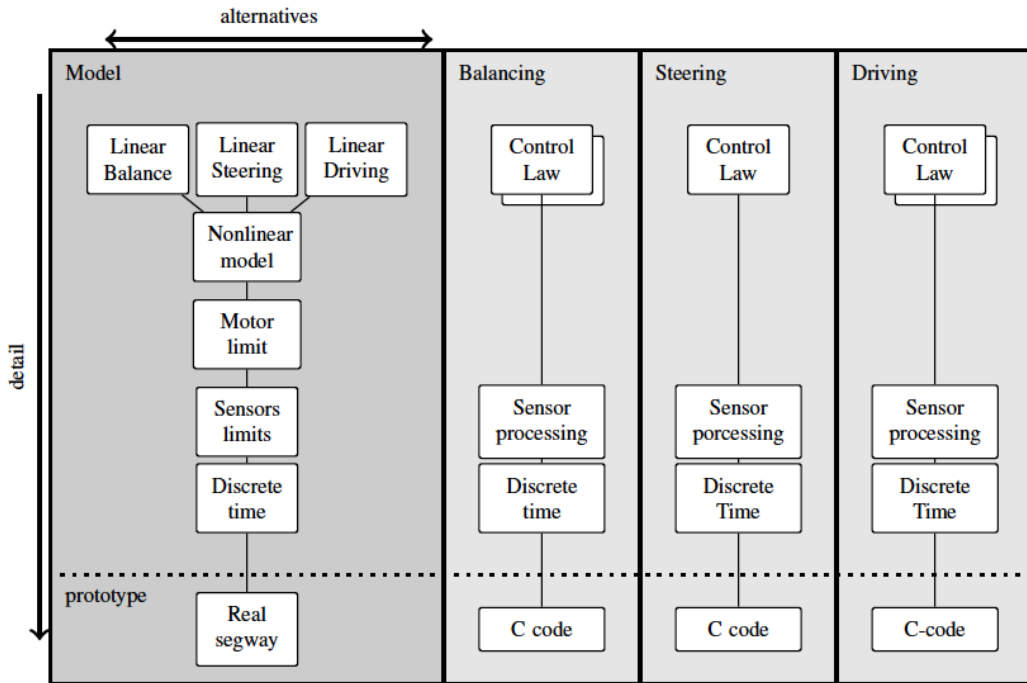 alternatives
detail
Model
Linear
Balance
Linear
Steering
Linear
Driving
Nonlinear
model
Motor
limit
Sensors
limits
Discrete
time
prototype
Real
segway
Balancing
Control
Law
Sensor
processing
Discrete
time
C code
Steering
Control
Law
Sensor
porcessing
Discrete
Time
C code
Driving
Control
Law
Sensor
processing
Discrete
Time
C-code